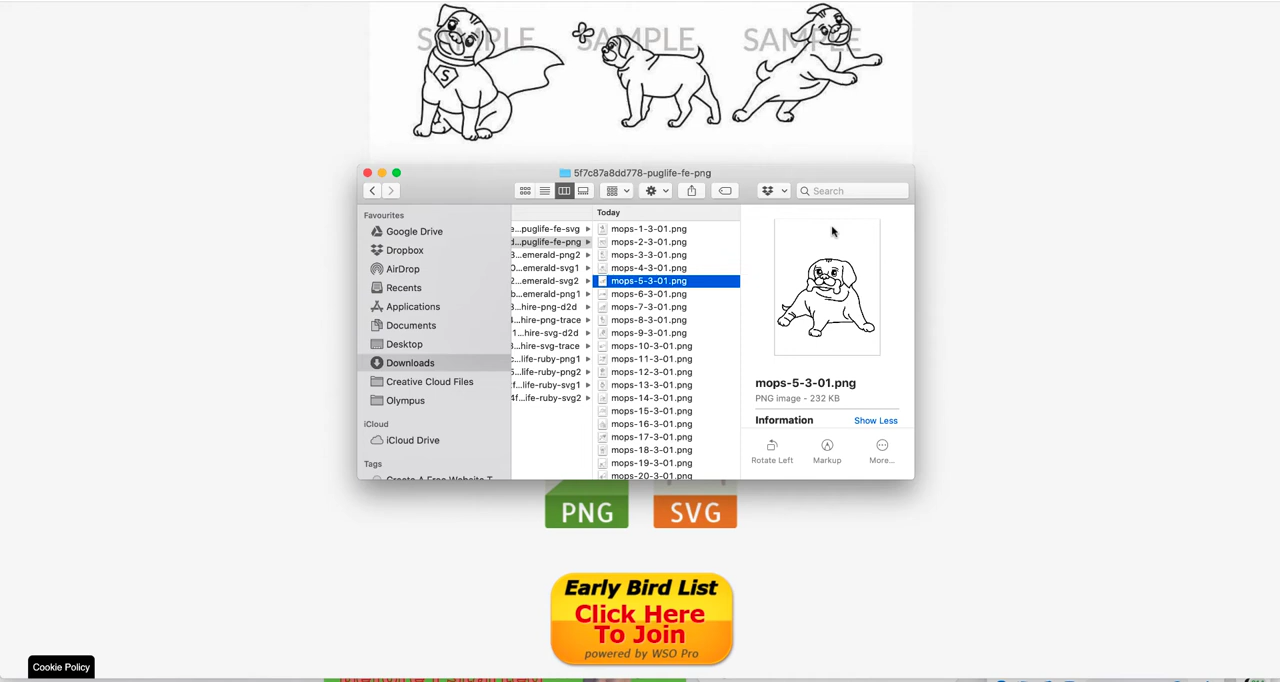 SAMPLE
SAMPLE
SAMPLE
S
5f7c87a8dd778-puglife-fe-png
Search
Favourites
Google Drive
Dropbox
AirDrop
Recents
Applications
Documents
Desktop
Downloads
Creative Cloud Files
Olympus
iCloud
iCloud Drive
Tags
e...puglife-fe-svg
d...puglife-fe-png
3...emerald-png2
0...emerald-svg1
2...emerald-svg2
b...emerald-png1
3...hire-png-d2d
4...hire-png-trace
1...hire-svg-d2d
...hire-svg-trace
c...life-ruby-png1
...life-ruby-png2
f...life-ruby-svg1
4f...life-ruby-svg2
Today
mops-1-3-01.png
mops-2-3-01.png
mops-3-3-01.png
mops-4-3-01.png
mops-5-3-01.png
mops-6-3-01.png
mops-7-3-01.png
mops-8-3-01.png
mops-9-3-01.png
mops-10-3-01.png
mops-11-3-01.png
mops-12-3-01.png
mops-13-3-01.png
mops-14-3-01.png
mops-15-3-01.png
mops-16-3-01.png
mops-17-3-01.png
mops-18-3-01.png
mops-19-3-01.png
mops-20-3-01.png
mops-5-3-01.png
PNG image - 232 KB
Information Show Less
Rotate Left Markup More...
PNG SVG
Early Bird List
Click Here
To Join
powered by WSO Pro
Cookie Policy